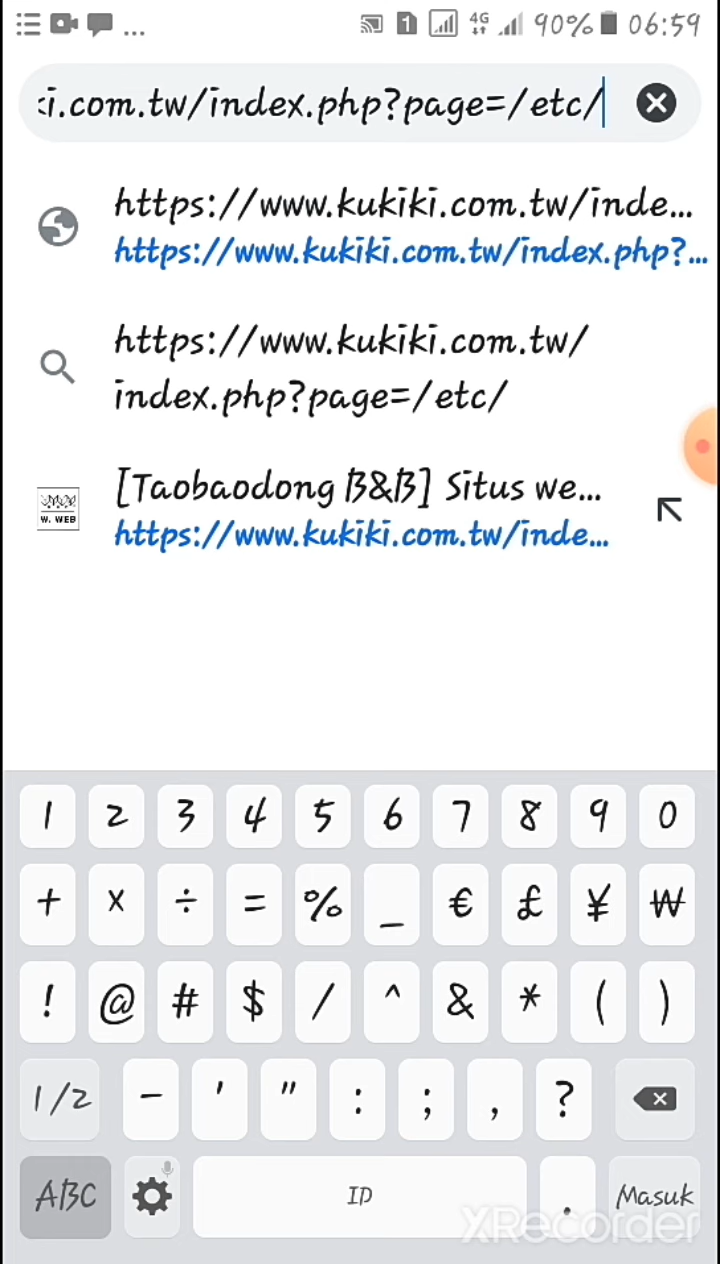 ... 1 4G 90% 06:59
ki.com.tw/index.php?page=/etc/
https://www.kukiki.com.tw/inde...
https://www.kukiki.com.tw/index.php?...
https://www.kukiki.com.tw/
index.php?page=/etc/
[Taobaodong B&B] Situs we...
W. WEB
https://www.kukiki.com.tw/inde...
1 2 3 4 5 6 7 8 9 0
+ × ÷ = % _ € £ ¥ ₩
! @ # $ / ^ & * ( )
1/2 - ' " : ; , ?
ABC ID . Masuk
XRecorder